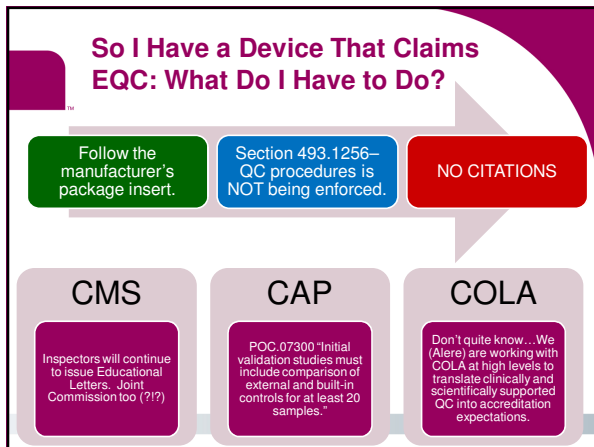 So I Have a Device That Claims
EQC: What Do I Have to Do?
TM
Follow the
manufacturer's
package insert.
Section 493.1256–
QC procedures is
NOT being enforced.
NO CITATIONS
CMS
Inspectors will continue
to issue Educational
Letters. Joint
Commission too (?!?)
CAP
POC.07300 “Initial
validation studies must
include comparison of
external and built-in
controls for at least 20
samples.”
COLA
Don't quite know…We
(Alere) are working with
COLA at high levels to
translate clinically and
scientifically supported
QC into accreditation
expectations.